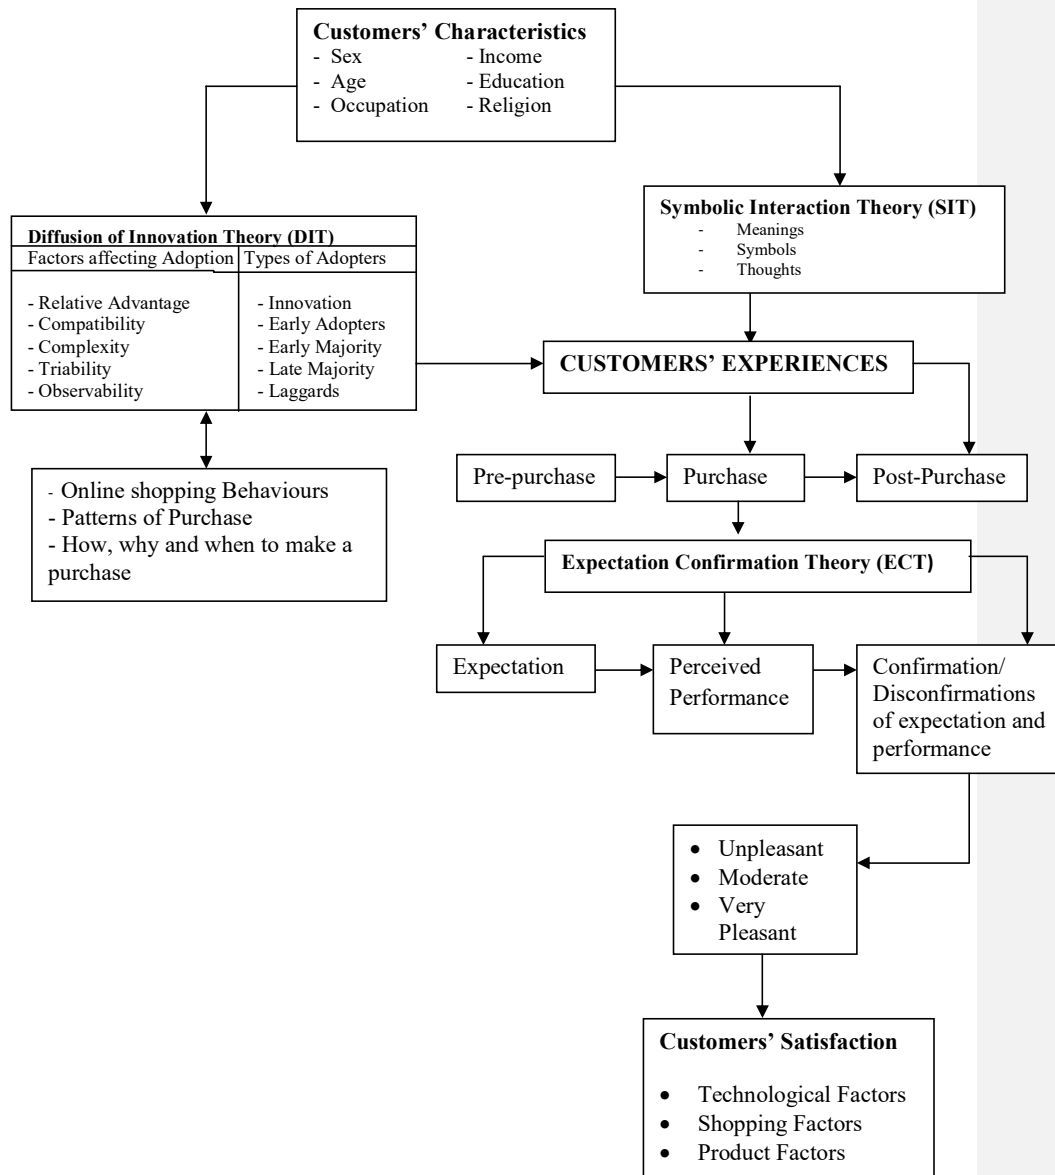 Customers’ Characteristics
- Sex - Income
- Age - Education
- Occupation - Religion
Symbolic Interaction Theory (SIT)
- Meanings
- Symbols
- Thoughts
Diffusion of Innovation Theory (DIT)
Factors affecting Adoption Types of Adopters
- Relative Advantage - Innovation
- Compatibility - Early Adopters
- Complexity - Early Majority
- Triability - Late Majority
- Observability - Laggards
CUSTOMERS’ EXPERIENCES
Pre-purchase Purchase Post-Purchase
- Online shopping Behaviours
- Patterns of Purchase
- How, why and when to make a
purchase
Expectation Confirmation Theory (ECT)
Expectation
Perceived
Performance
Confirmation/
Disconfirmations
of expectation and
performance
• Unpleasant
• Moderate
• Very
Pleasant
Customers’ Satisfaction
• Technological Factors
• Shopping Factors
• Product Factors